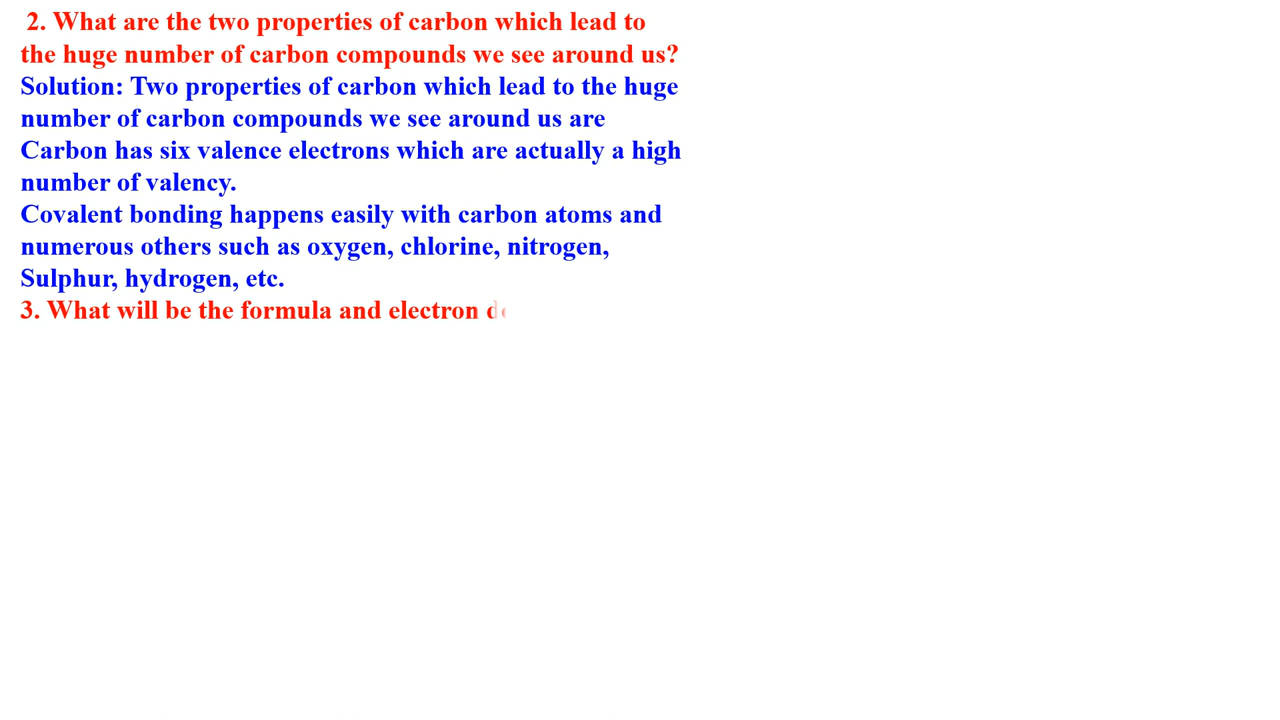 2. What are the two properties of carbon which lead to
the huge number of carbon compounds we see around us?
Solution: Two properties of carbon which lead to the huge
number of carbon compounds we see around us are
Carbon has six valence electrons which are actually a high
number of valency.
Covalent bonding happens easily with carbon atoms and
numerous others such as oxygen, chlorine, nitrogen,
Sulphur, hydrogen, etc.
3. What will be the formula and electron